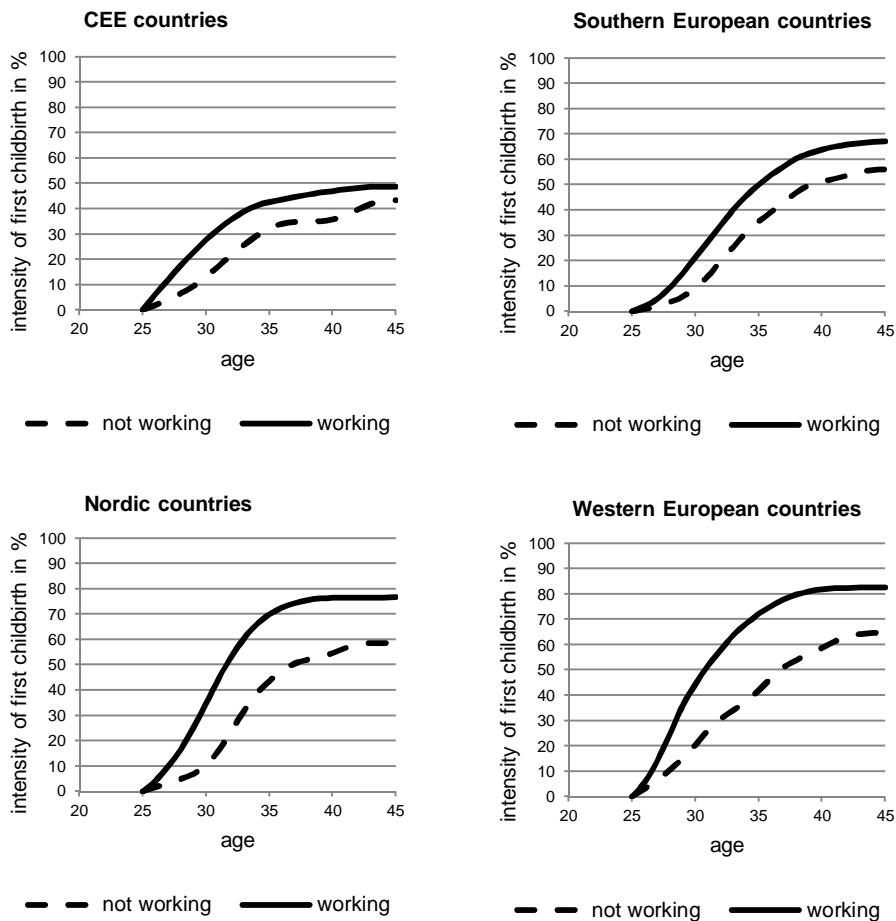 CEE countries
intensity of first childbirth in %
100
90
80
70
60
50
40
30
20
10
0
20 25 30 35 40 45
age
not working working
Southern European countries
intensity of first childbirth in %
100
90
80
70
60
50
40
30
20
10
0
20 25 30 35 40 45
age
not working working
Nordic countries
intensity of first childbirth in %
100
90
80
70
60
50
40
30
20
10
0
20 25 30 35 40 45
age
not working working
Western European countries
intensity of first childbirth in %
100
90
80
70
60
50
40
30
20
10
0
20 25 30 35 40 45
age
not working working